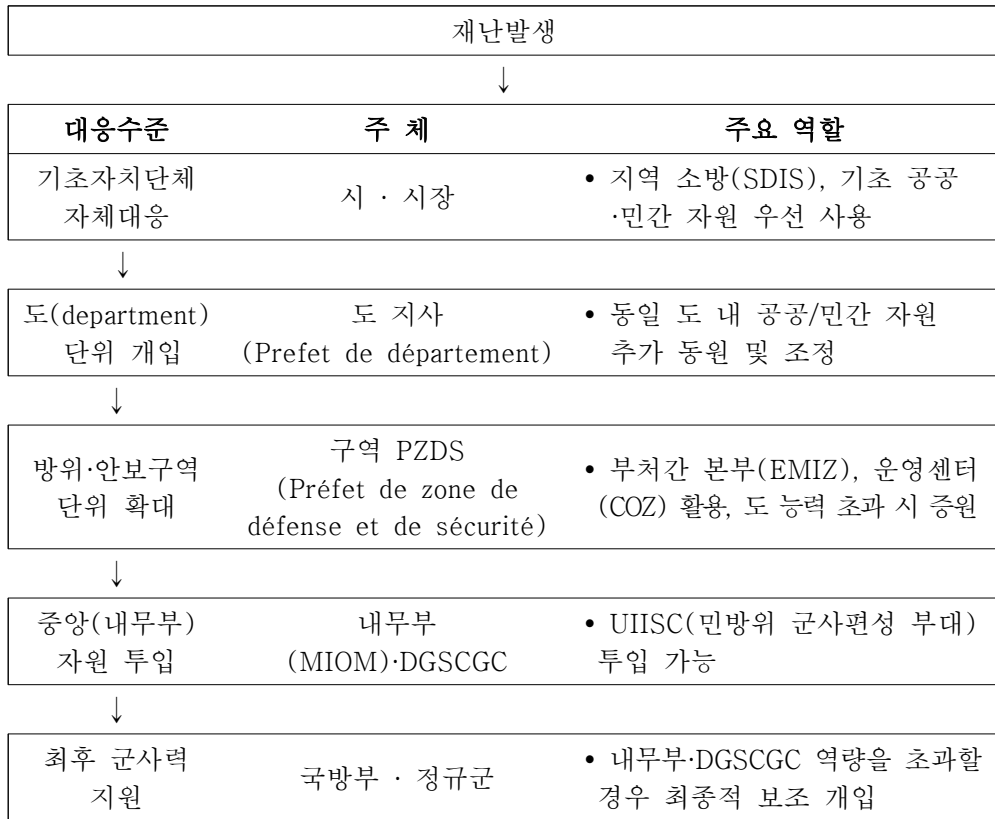 재난발생
↓
대응수준 주 체 주요 역할
기초자치단체
자체대응
시 · 시장
• 지역 소방(SDIS), 기초 공공
·민간 자원 우선 사용
↓
도(department)
단위 개입
도 지사
(Prefet de département)
• 동일 도 내 공공/민간 자원
추가 동원 및 조정
↓
방위·안보구역
단위 확대
구역 PZDS
(Préfet de zone de
défense et de sécurité)
• 부처간 본부(EMIZ), 운영센터
(COZ) 활용, 도 능력 초과 시 증원
↓
중앙(내무부)
자원 투입
내무부
(MIOM)·DGSCGC
• UIISC(민방위 군사편성 부대)
투입 가능
↓
최후 군사력
지원
국방부 · 정규군
• 내무부·DGSCGC 역량을 초과할
경우 최종적 보조 개입